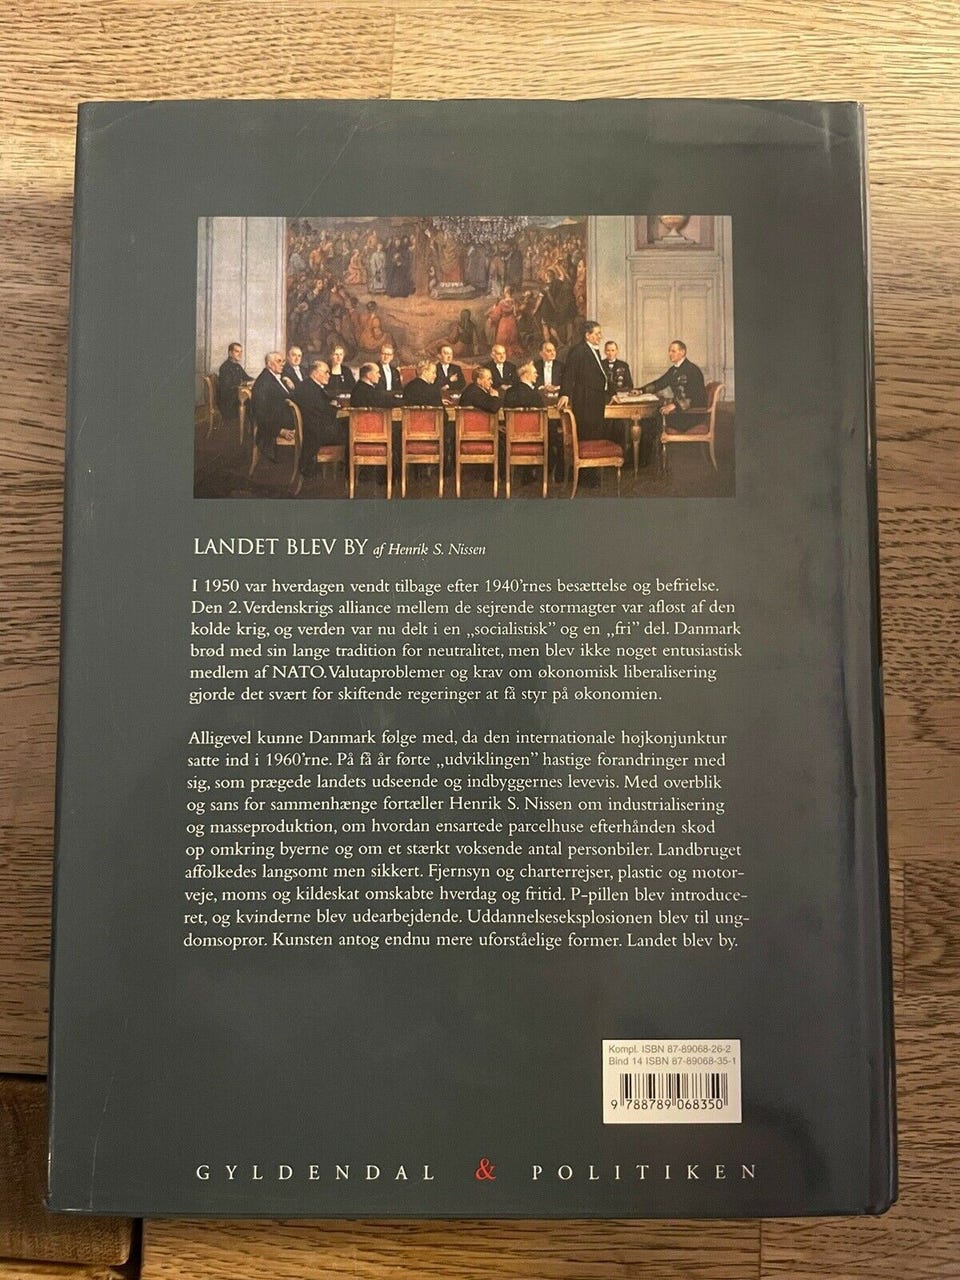 LANDET BLEV BY af Henrik S. Nissen
I 1950 var hverdagen vendt tilbage efter 1940'rnes besættelse og befrielse.
Den 2. Verdenskrigs alliance mellem de sejrende stormagter var afløst af den
kolde krig, og verden var nu delt i en „socialistisk” og en „fri” del. Danmark
brød med sin lange tradition for neutralitet, men blev ikke noget entusiastisk
medlem af NATO. Valutaproblemer og krav om økonomisk liberalisering
gjorde det svært for skiftende regeringer at få styr på økonomien.
Alligevel kunne Danmark følge med, da den internationale højkonjunktur
satte ind i 1960'rne. På få år førte „udviklingen” hastige forandringer med
sig, som prægede landets udseende og indbyggernes levevis. Med overblik
og sans for sammenhænge fortæller Henrik S. Nissen om industrialisering
og masseproduktion, om hvordan ensartede parcelhuse efterhånden skød
op omkring byerne og om et stærkt voksende antal personbiler. Landbruget
affolkedes langsomt men sikkert. Fjernsyn og charterrejser, plastic og motor-
veje, moms og kildeskat omskabte hverdag og fritid. P-pillen blev introduce-
ret, og kvinderne blev udearbejdende. Uddannelseseksplosionen blev til ung-
domsoprør. Kunsten antog endnu mere uforståelige former. Landet blev by.
Kompl. ISBN 87-89068-26-2
Bind 14 ISBN 87-89068-35-1
9 788789 068350
GYLDENDAL & POLITIKEN